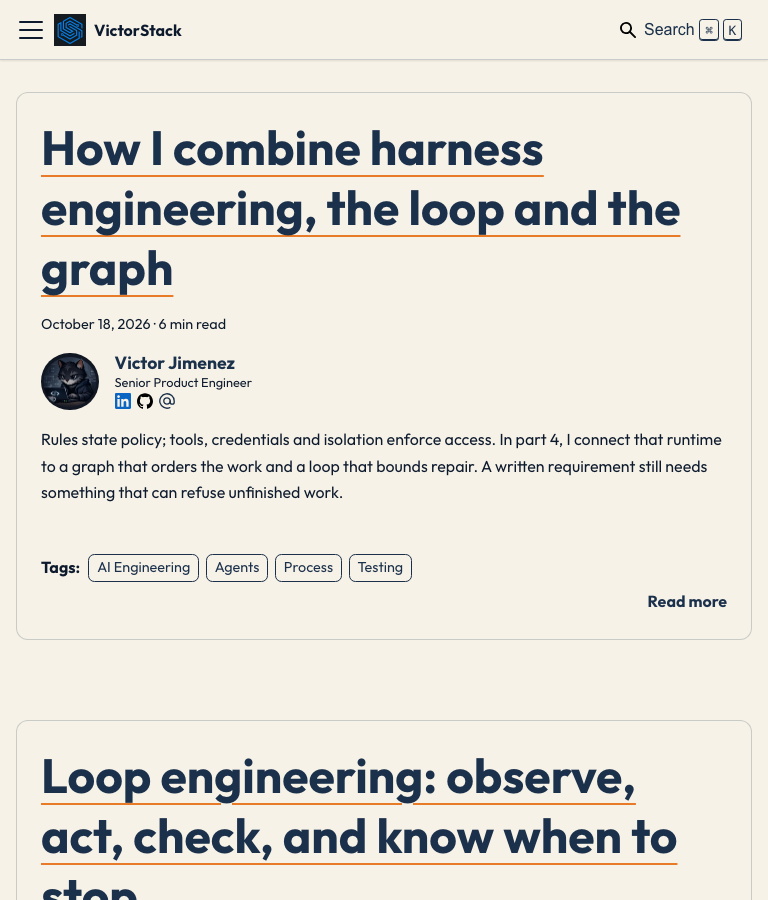 VictorStack
Search ⌘ K
How I combine harness
engineering, the loop and the
graph
October 18, 2026 · 6 min read
Victor Jimenez
Senior Product Engineer
Rules state policy; tools, credentials and isolation enforce access. In part 4, I connect that runtime
to a graph that orders the work and a loop that bounds repair. A written requirement still needs
something that can refuse unfinished work.
Tags: AI Engineering Agents Process Testing
Read more
Loop engineering: observe,
act, check, and know when to
stop